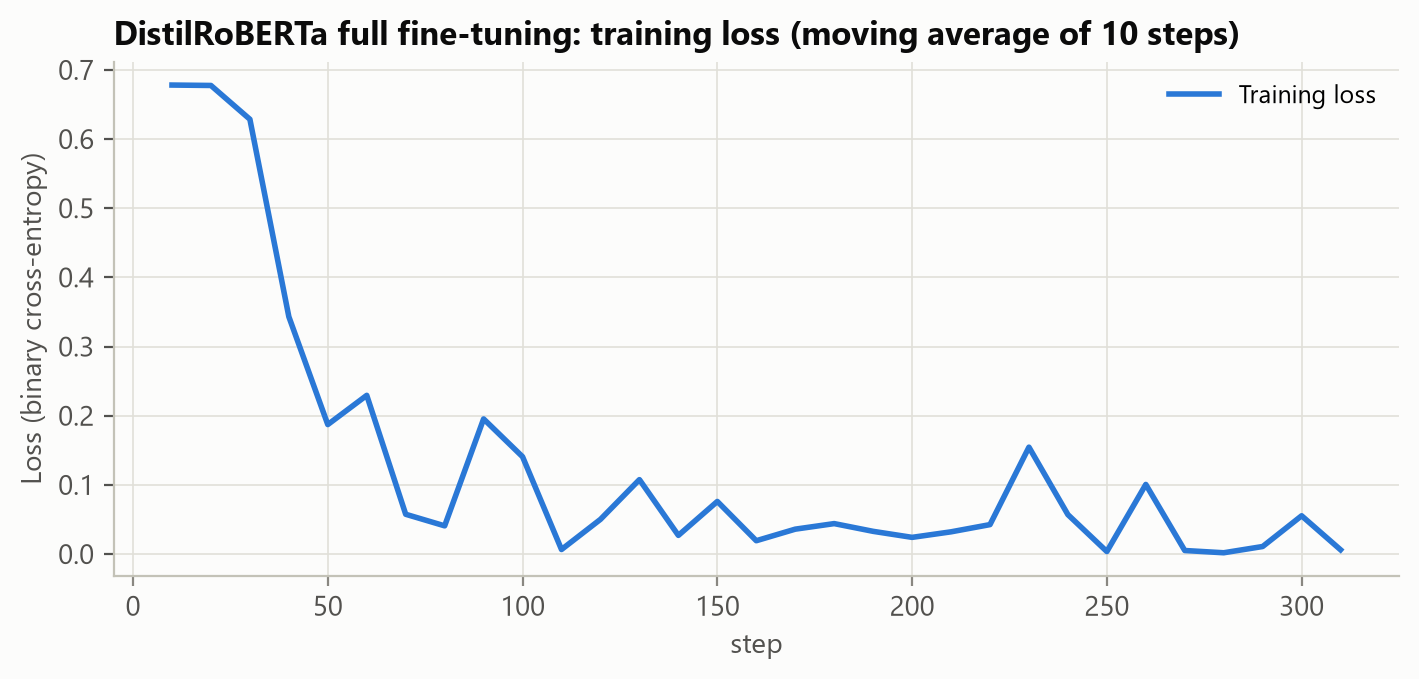 DistilRoBERTa full fine-tuning: training loss (moving average of 10 steps)
Training loss
Loss (binary cross-entropy)
0.7
0.6
0.5
0.4
0.3
0.2
0.1
0.0
0 50 100 150 200 250 300
step